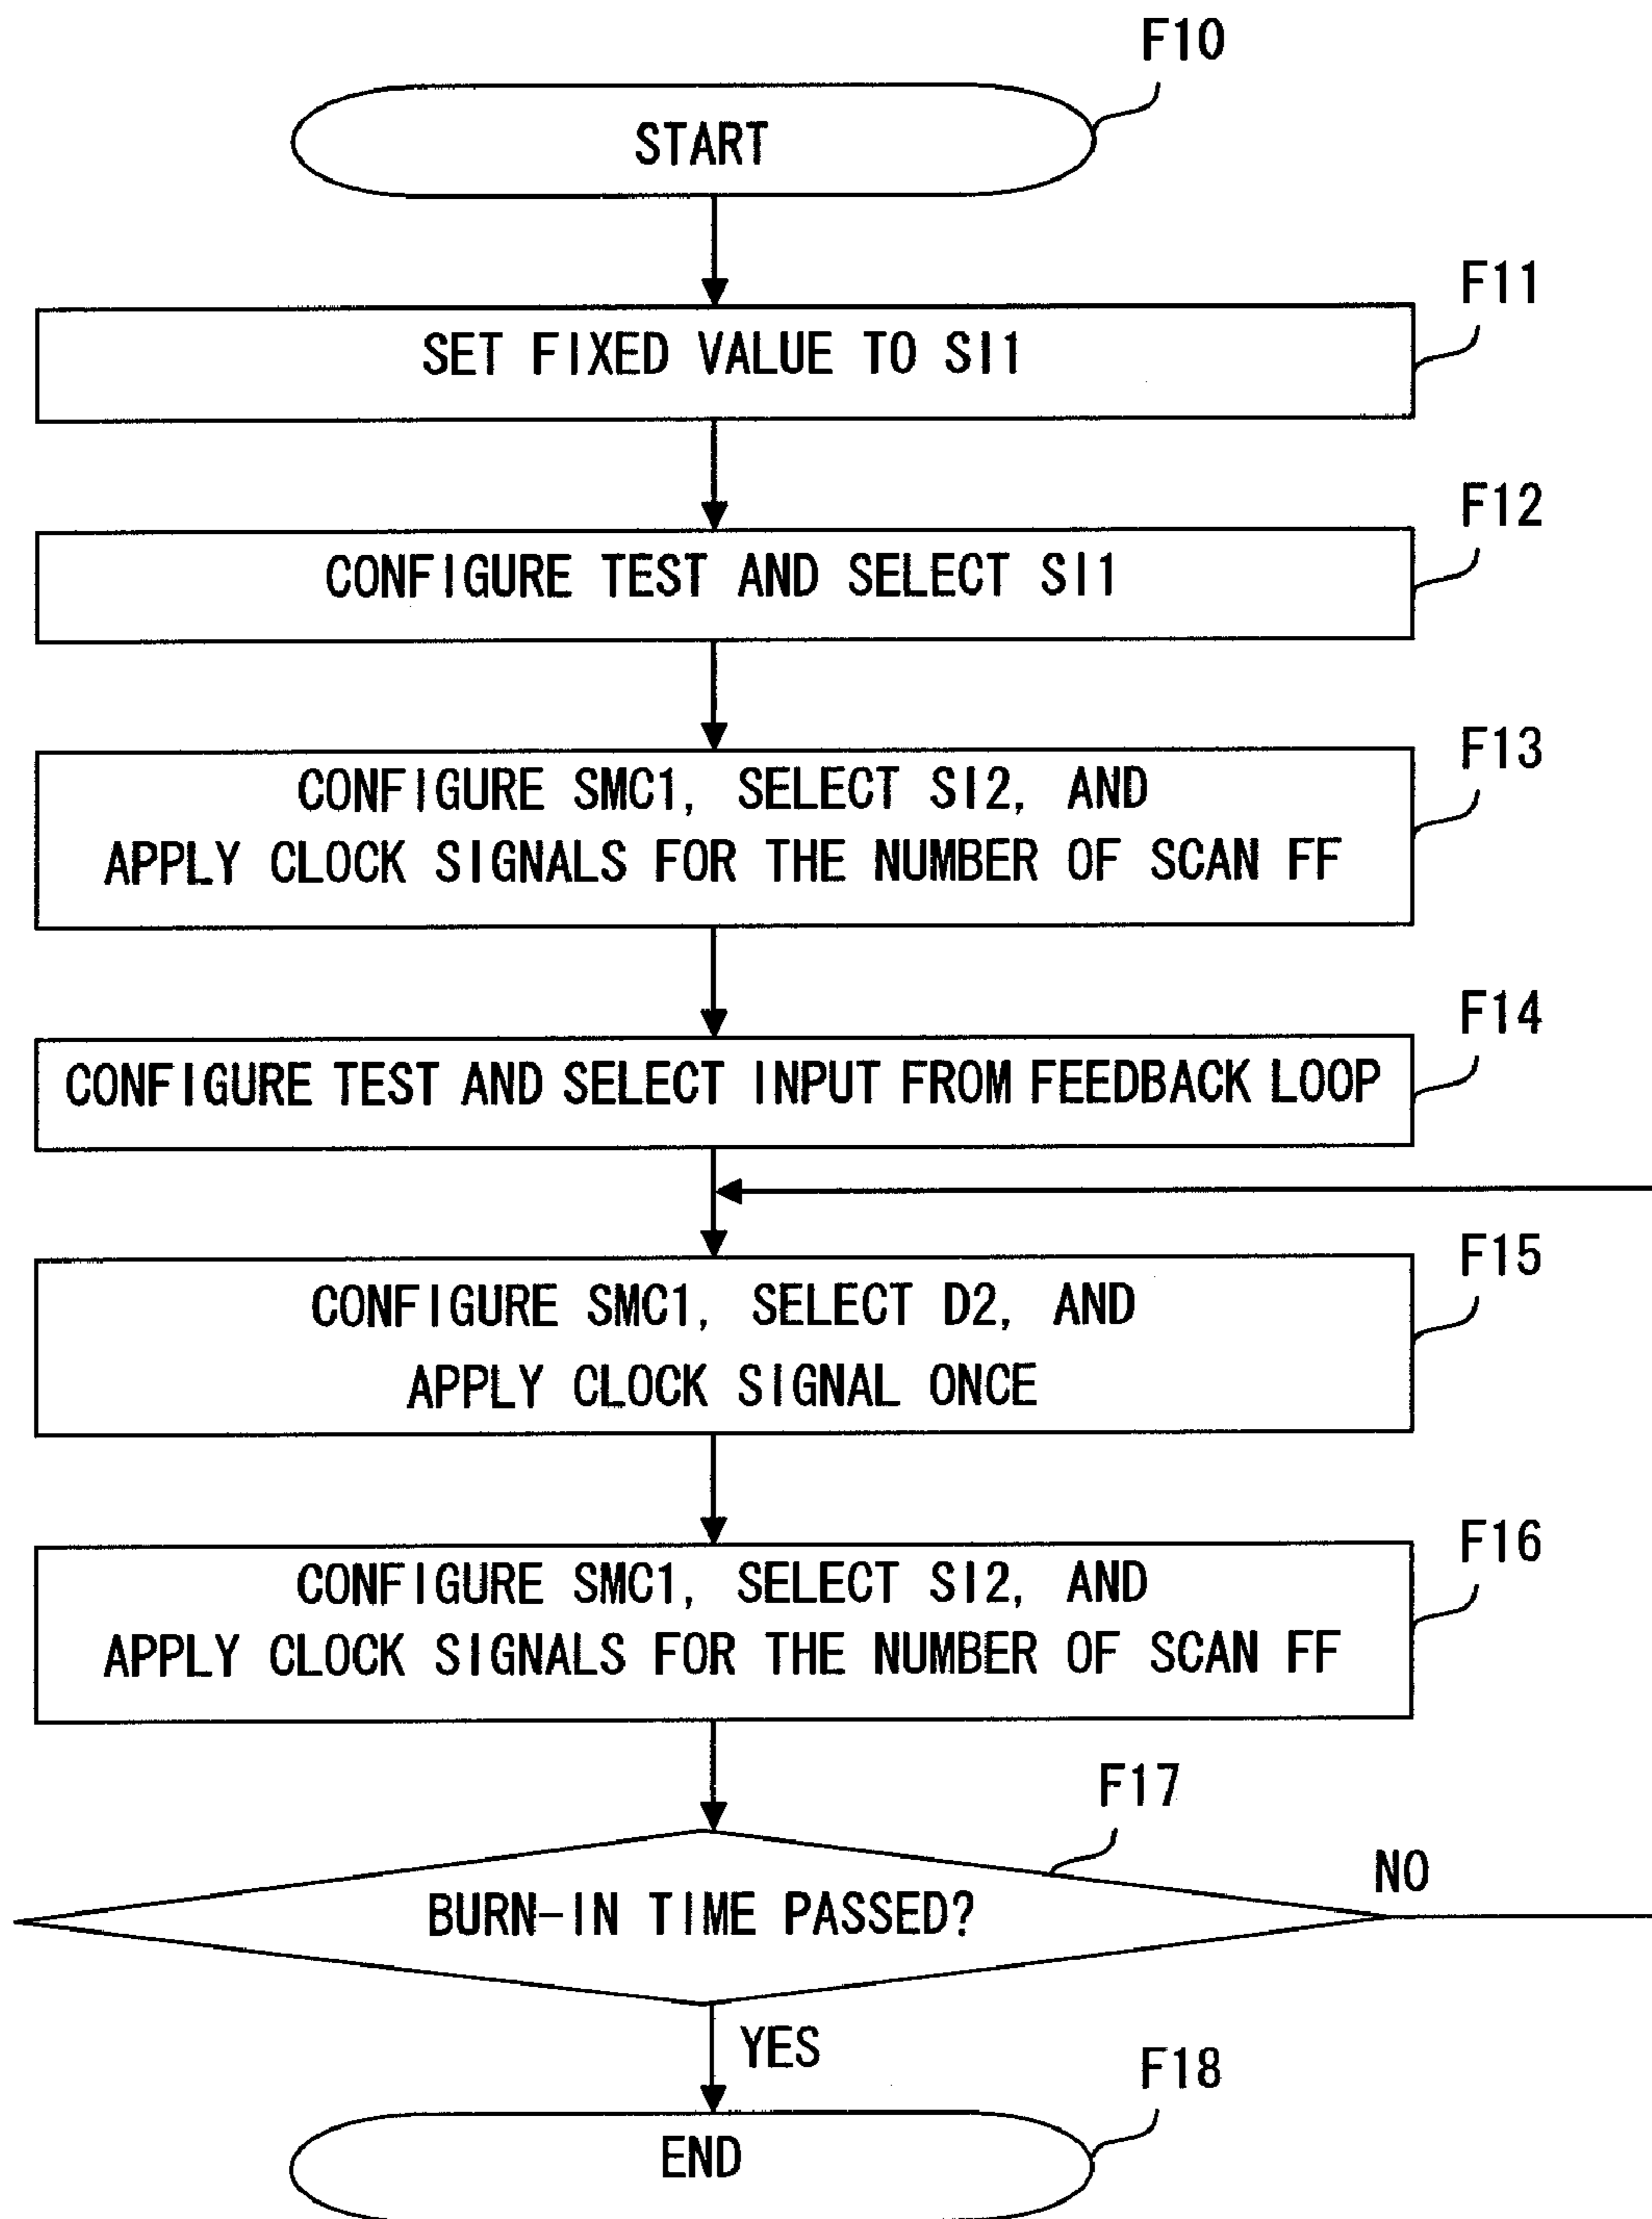 F10
START
F11
SET FIXED VALUE TO SI1
F12
CONFIGURE TEST AND SELECT SI1
F13
CONFIGURE SMC1, SELECT SI2, AND
APPLY CLOCK SIGNALS FOR THE NUMBER OF SCAN FF
F14
CONFIGURE TEST AND SELECT INPUT FROM FEEDBACK LOOP
F15
CONFIGURE SMC1, SELECT D2, AND
APPLY CLOCK SIGNAL ONCE
F16
CONFIGURE SMC1, SELECT SI2, AND
APPLY CLOCK SIGNALS FOR THE NUMBER OF SCAN FF
F17
BURN-IN TIME PASSED?
NO
YES
F18
END